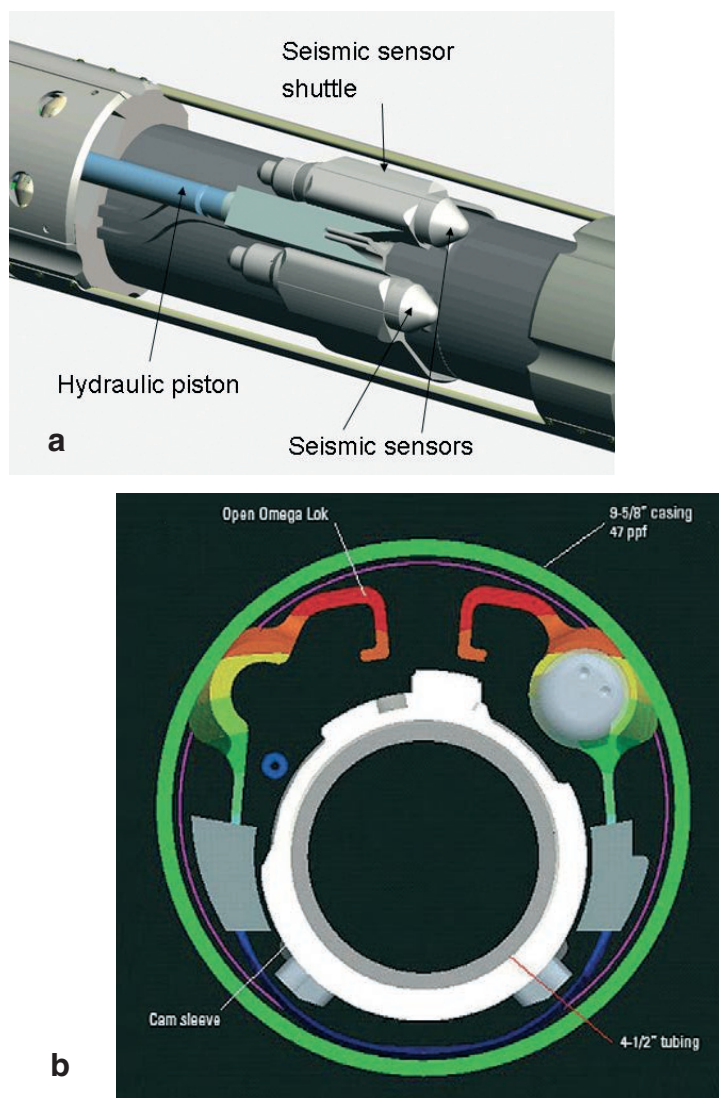 Seismic sensor
shuttle
Hydraulic piston
a
Seismic sensors
Open Omega Lok
9-5/8" casing
47 ppf
Cam sleeve
4-1/2" tubing
b